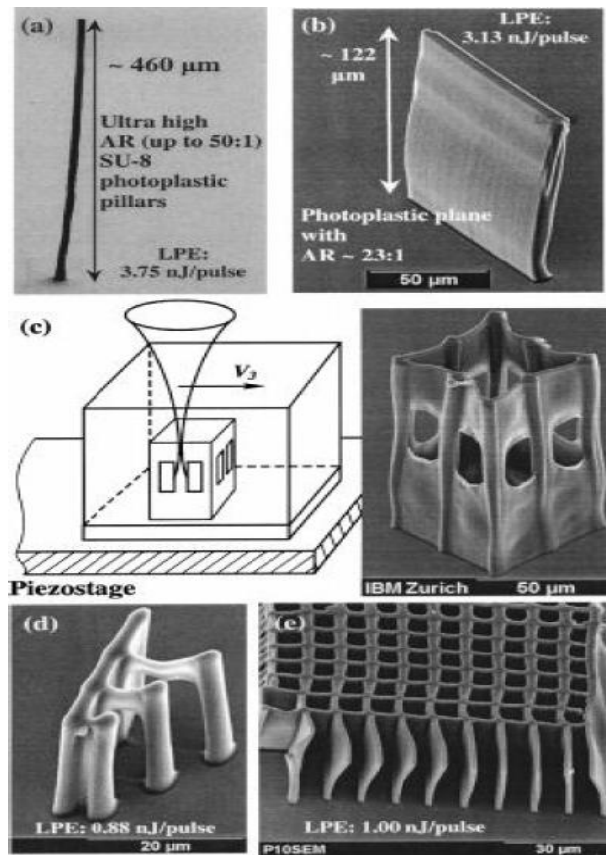 (a)
~ 460 µm
Ultra high
AR (up to 50:1)
SU-8
photoplastic
pillars
LPE:
3.75 nJ/pulse
(b)
LPE:
3.13 nJ/pulse
~ 122
µm
Photoplastic plane
with
AR ~ 23:1
50 µm
(c)
V₃
Piezostage
IBM Zurich
50 µm
(d)
LPE: 0.88 nJ/pulse
20 µm
(e)
LPE: 1.00 nJ/pulse
P10SEM
30 µm